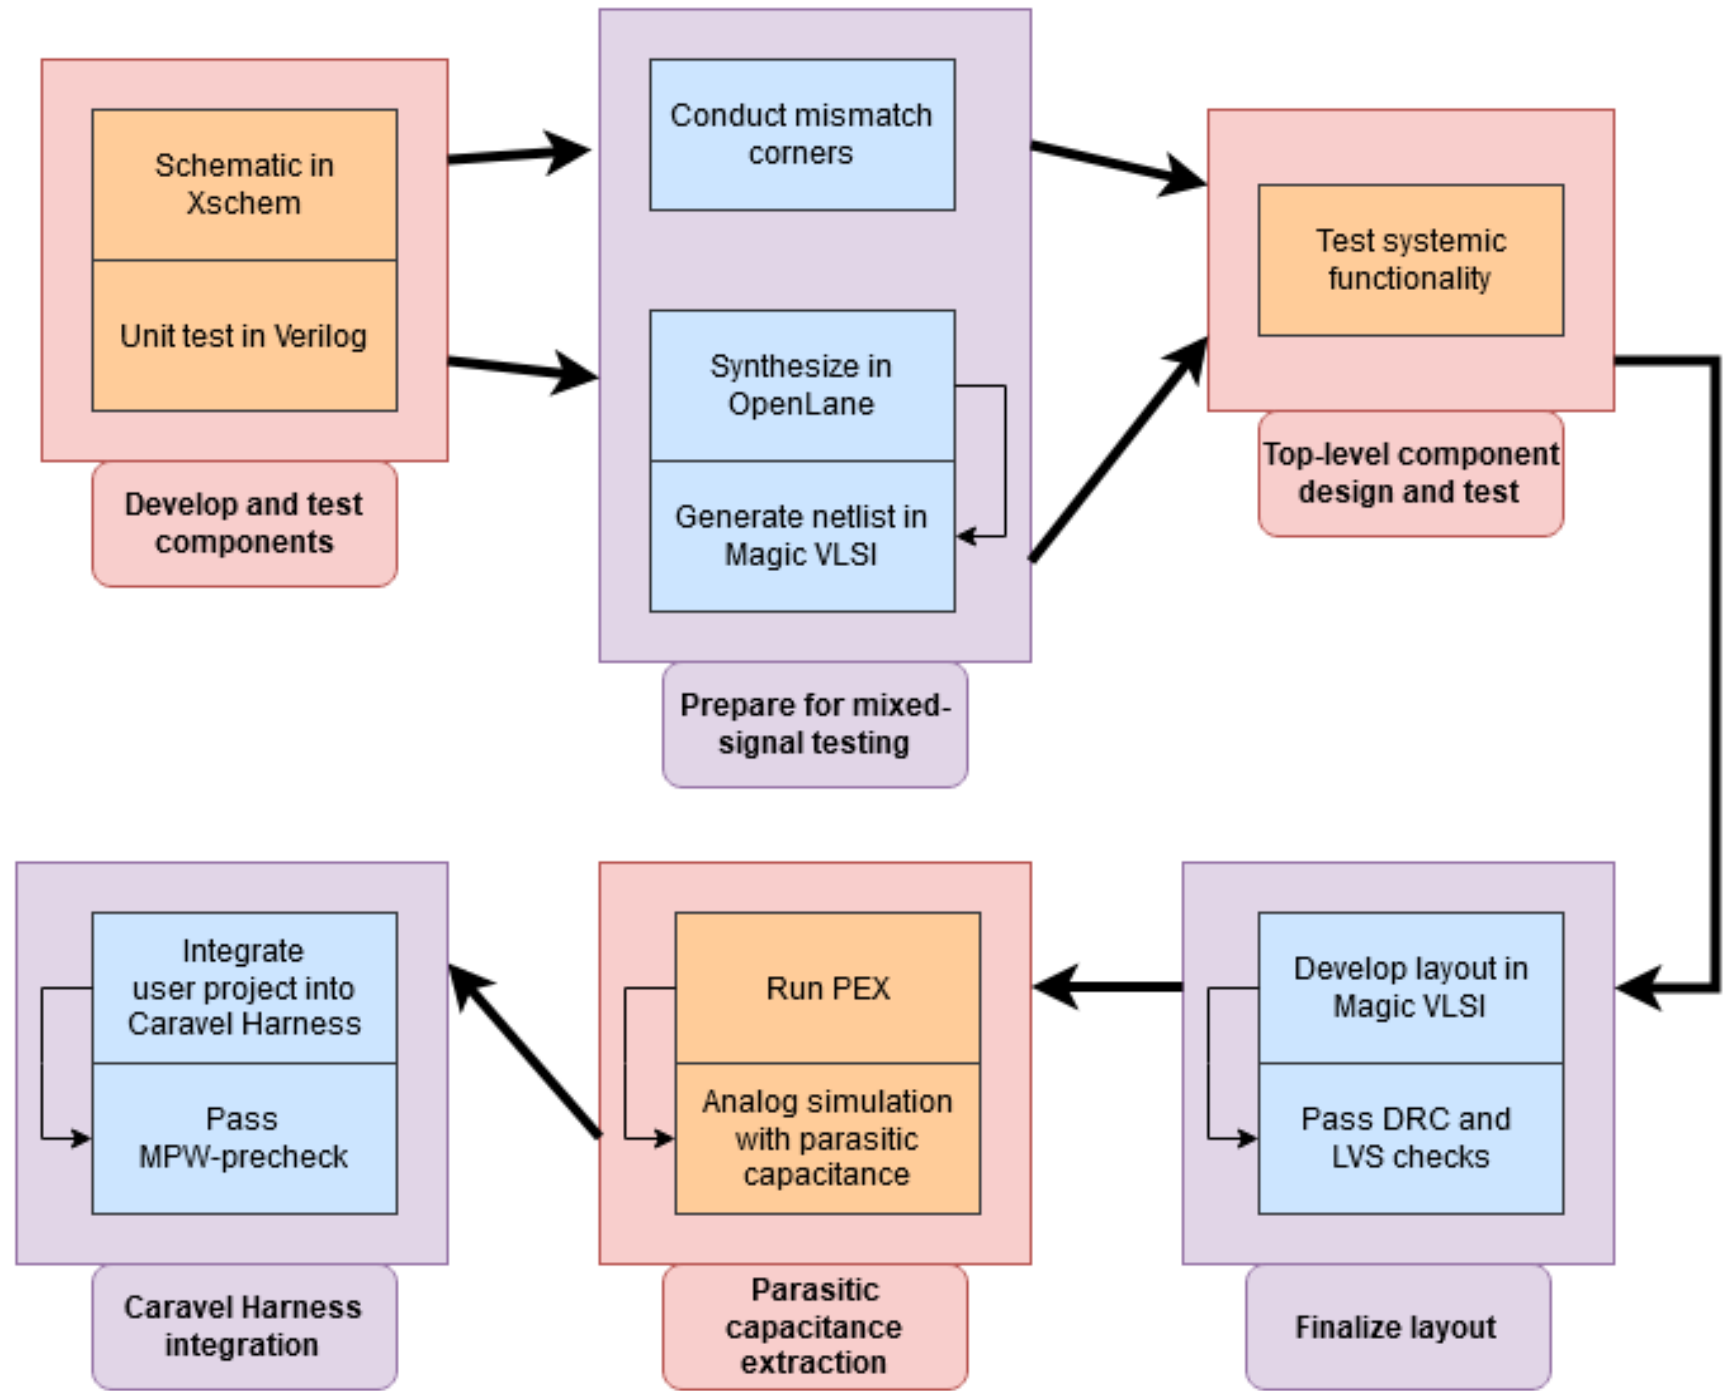 Schematic in
Xschem
Unit test in Verilog
Develop and test
components
Conduct mismatch
corners
Synthesize in
OpenLane
Generate netlist in
Magic VLSI
Prepare for mixed-
signal testing
Test systemic
functionality
Top-level component
design and test
Develop layout in
Magic VLSI
Pass DRC and
LVS checks
Finalize layout
Run PEX
Analog simulation
with parasitic
capacitance
Parasitic
capacitance
extraction
Integrate
user project into
Caravel Harness
Pass
MPW-precheck
Caravel Harness
integration